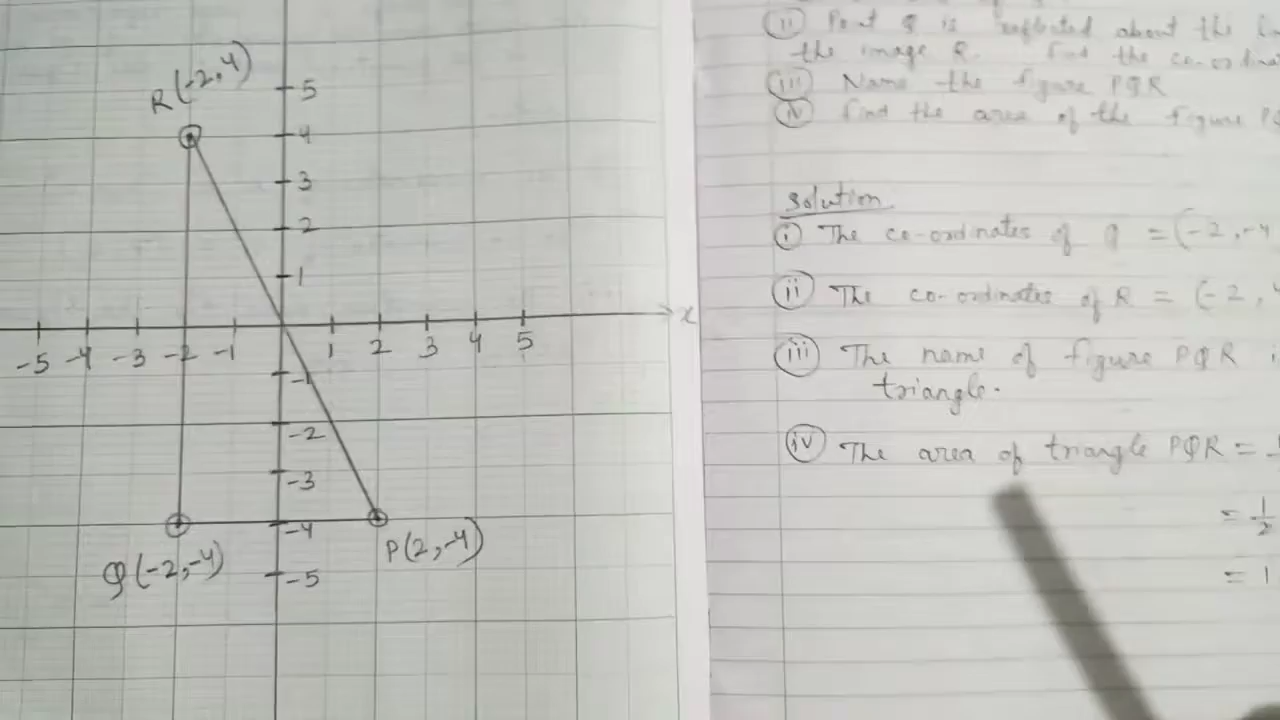 R(-2,4)
5
4
3
2
1
-5 -4 -3 -2 -1 1 2 3 4 5 x
-1
-2
-3
-4
-5
Q(-2,-4)
P(2,-4)
(ii) Point Q is reflected about the
the image R. find the co-ordina
(iii) Name the figure PQR
(iv) find the area of the figure
solution
(i) The co-ordinates of Q = (-2,-4
(ii) The co-ordinates of R = (-2,4
(iii) The name of figure PQR
triangle.
(iv) The area of triangle PQR =
= 1/2
= 1